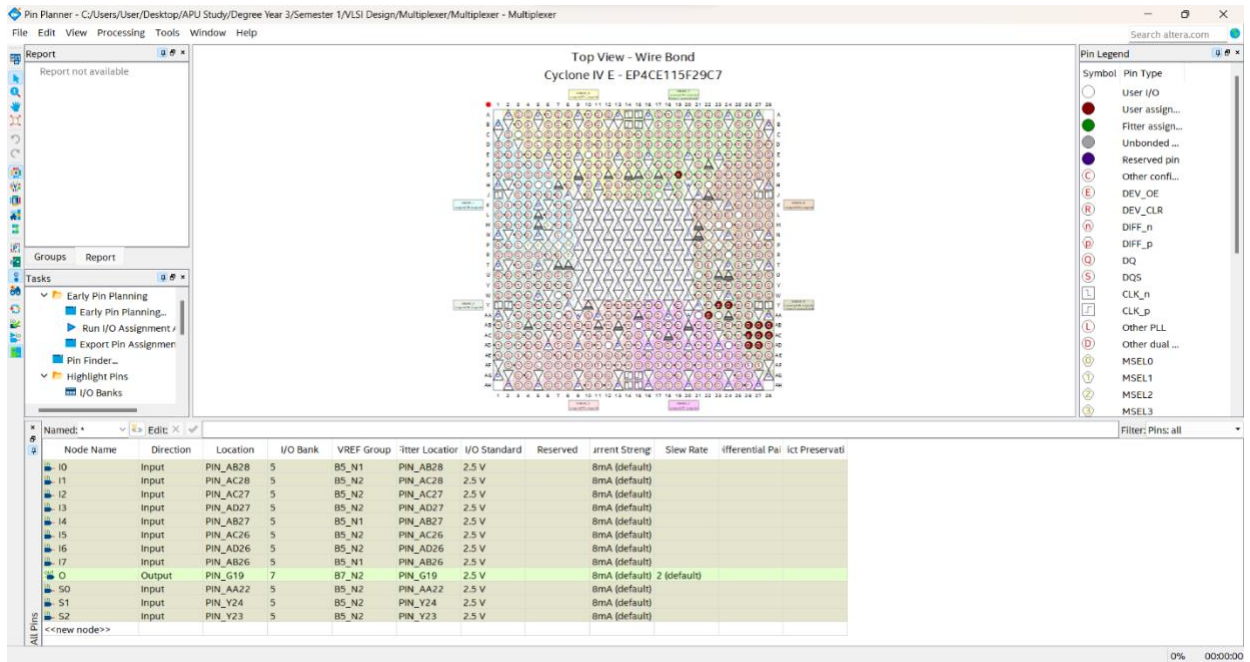 Pin Planner - C:/Users/User/Desktop/APU Study/Degree Year 3/Semester 1/VLSI Design/Multiplexer/Multiplexer - Multiplexer
File Edit View Processing Tools Window Help
Search altera.com
Report
Report not available
Groups Report
Tasks
Early Pin Planning
Early Pin Planning...
Run I/O Assignment
Export Pin Assignmen
Pin Finder...
Highlight Pins
I/O Banks
Top View - Wire Bond
Cyclone IV E - EP4CE115F29C7
Pin Legend
Symbol Pin Type
User I/O
User assign...
Fitter assign...
Unbonded ...
Reserved pin
C Other confi...
E DEV_OE
R DEV_CLR
n DIFF_n
p DIFF_p
Q DQ
S DQS
CLK_n
CLK_p
L Other PLL
D Other dual ...
0 MSEL0
1 MSEL1
2 MSEL2
3 MSEL3
Named: * Edit: Filter: Pins: all
Node Name Direction Location I/O Bank VREF Group Fitter Location I/O Standard Reserved urrent Streng Slew Rate ifferential Pai ict Preservati
I0 Input PIN_AB28 5 B5_N1 PIN_AB28 2.5 V 8mA (default)
I1 Input PIN_AC28 5 B5_N2 PIN_AC28 2.5 V 8mA (default)
I2 Input PIN_AC27 5 B5_N2 PIN_AC27 2.5 V 8mA (default)
I3 Input PIN_AD27 5 B5_N2 PIN_AD27 2.5 V 8mA (default)
I4 Input PIN_AB27 5 B5_N1 PIN_AB27 2.5 V 8mA (default)
I5 Input PIN_AC26 5 B5_N2 PIN_AC26 2.5 V 8mA (default)
I6 Input PIN_AD26 5 B5_N2 PIN_AD26 2.5 V 8mA (default)
I7 Input PIN_AB26 5 B5_N1 PIN_AB26 2.5 V 8mA (default)
O Output PIN_G19 7 B7_N2 PIN_G19 2.5 V 8mA (default) 2 (default)
S0 Input PIN_AA22 5 B5_N2 PIN_AA22 2.5 V 8mA (default)
S1 Input PIN_Y24 5 B5_N2 PIN_Y24 2.5 V 8mA (default)
S2 Input PIN_Y23 5 B5_N2 PIN_Y23 2.5 V 8mA (default)
<<new node>>
All Pins
0% 00:00:00